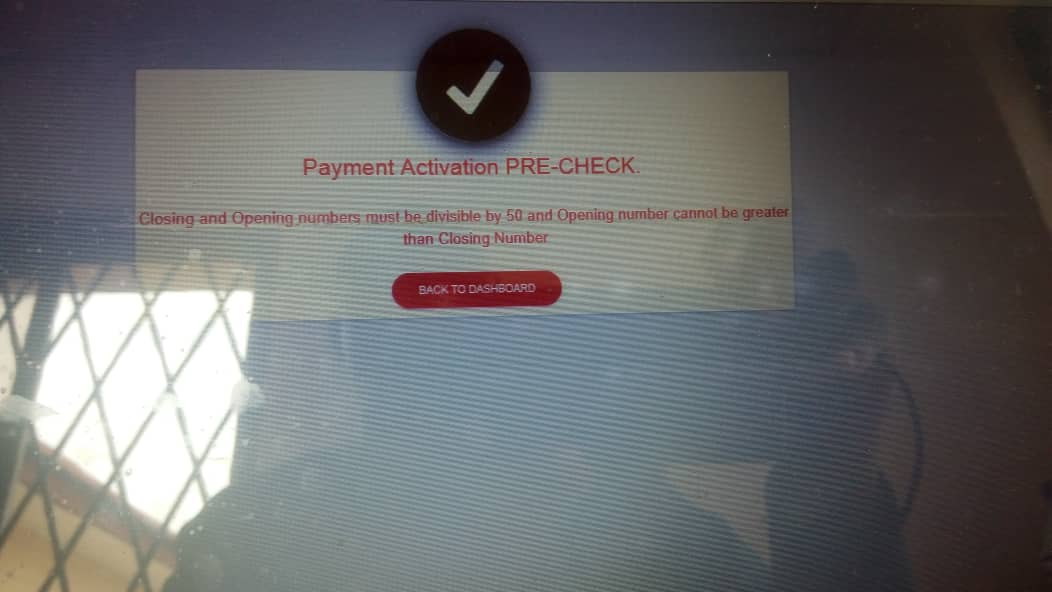 Payment Activation PRE-CHECK.
Closing and Opening numbers must be divisible by 50 and Opening number cannot be greater
than Closing Number
BACK TO DASHBOARD